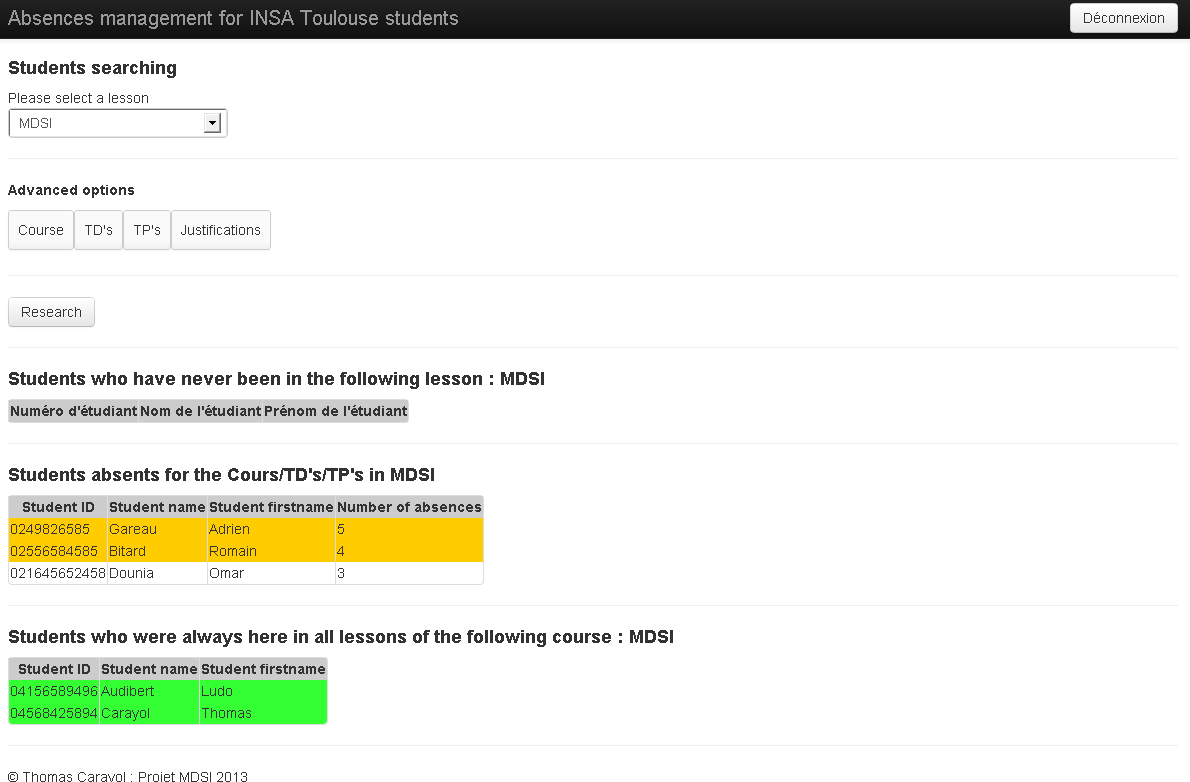 Absences management for INSA Toulouse students
Déconnexion
Students searching
Please select a lesson
MDSI
Advanced options
Course TD's TP's Justifications
Research
Students who have never been in the following lesson : MDSI
Numéro d'étudiant Nom de l'étudiant Prénom de l'étudiant
Students absents for the Cours/TD's/TP's in MDSI
Student ID Student name Student firstname Number of absences
0249826585 Gareau Adrien 5
02556584585 Bitard Romain 4
021645652458 Dounia Omar 3
Students who were always here in all lessons of the following course : MDSI
Student ID Student name Student firstname
04156589496 Audibert Ludo
04568425894 Carayol Thomas
© Thomas Carayol : Projet MDSI 2013